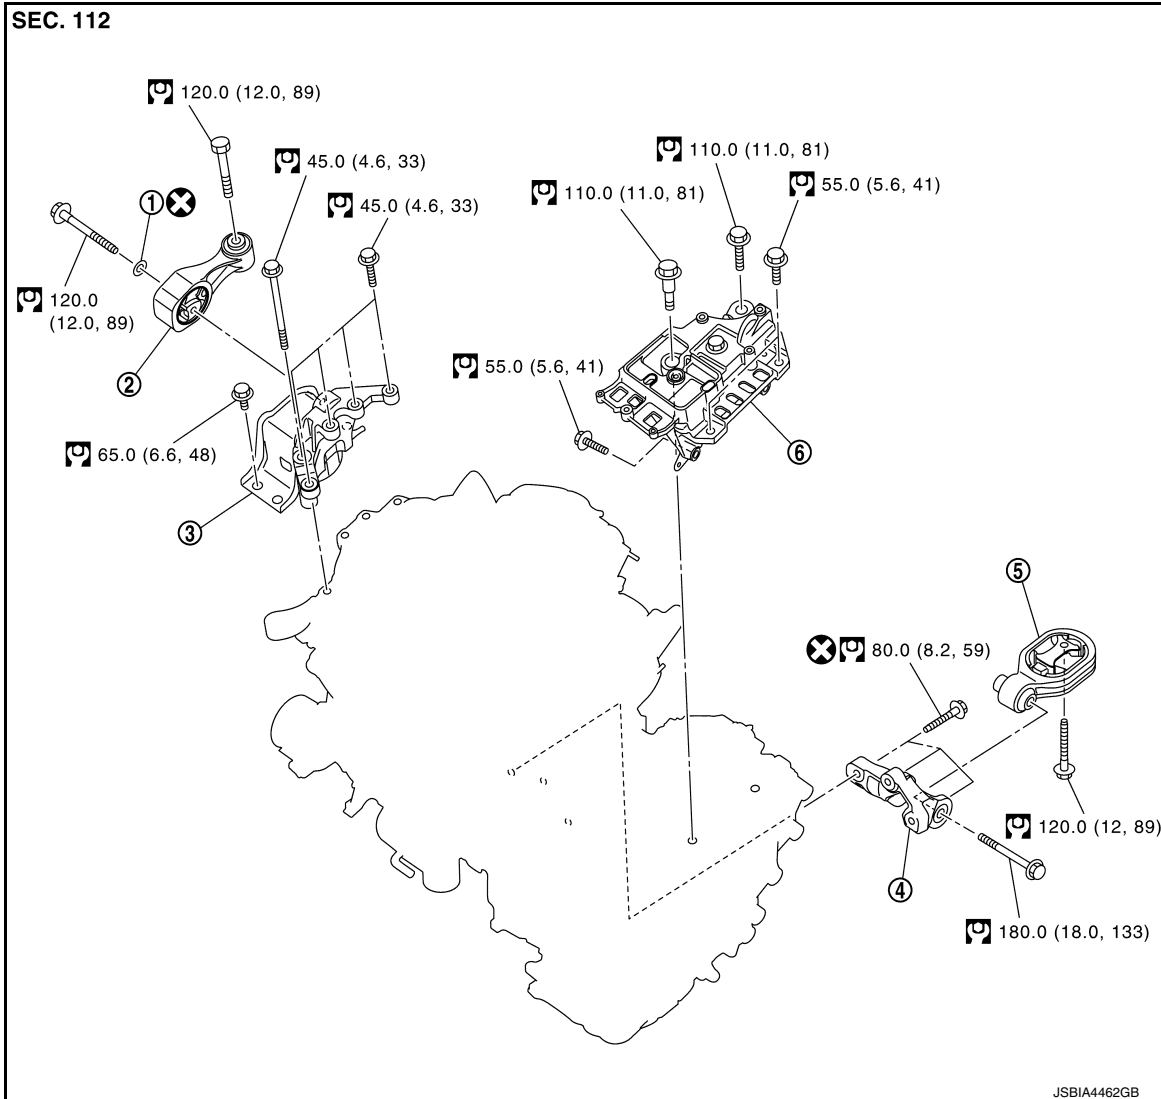 SEC. 112
120.0 (12.0, 89)
45.0 (4.6, 33)
45.0 (4.6, 33)
1
120.0
(12.0, 89)
2
65.0 (6.6, 48)
3
110.0 (11.0, 81)
110.0 (11.0, 81)
55.0 (5.6, 41)
55.0 (5.6, 41)
6
5
80.0 (8.2, 59)
120.0 (12, 89)
4
180.0 (18.0, 133)
JSBIA4462GB